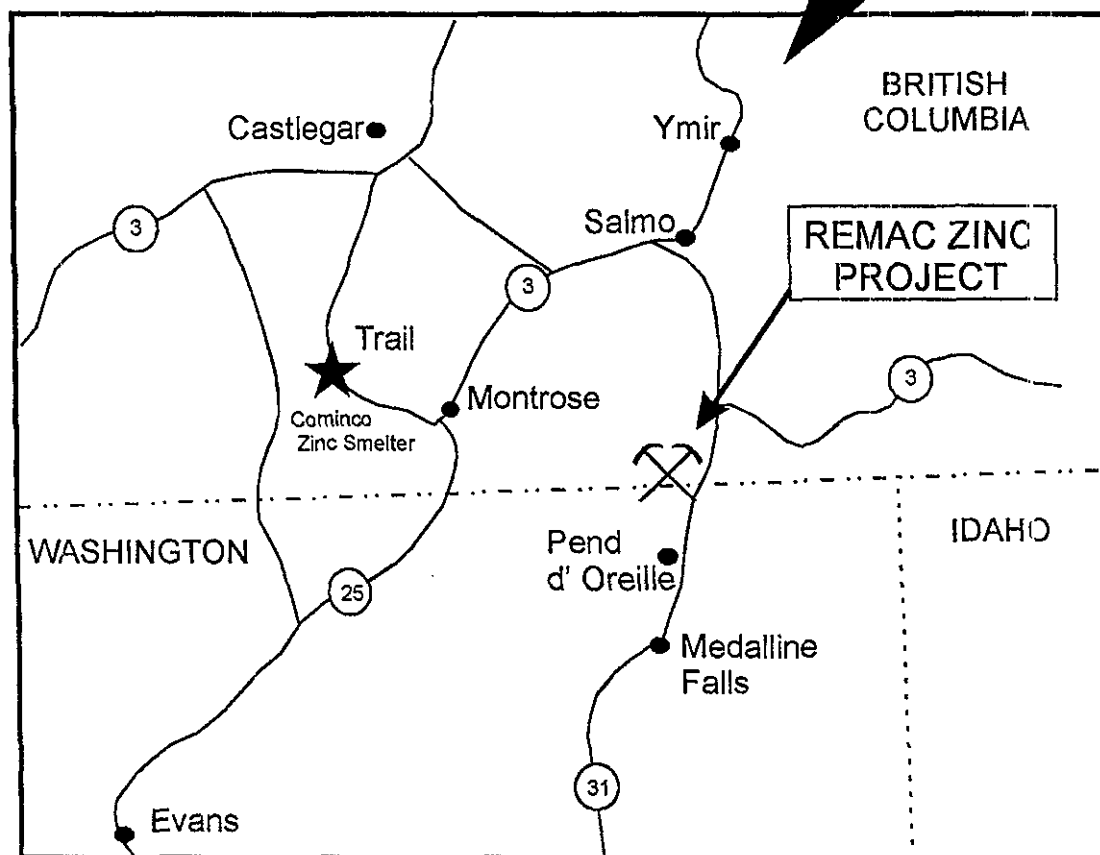 BRITISH
COLUMBIA
Castlegar
Ymir
3
Salmo
REMAC ZINC
PROJECT
3
Trail
3
Montrose
Cominco
Zinc Smelter
WASHINGTON
Pend
d' Oreille
IDAHO
25
Medalline
Falls
31
Evans